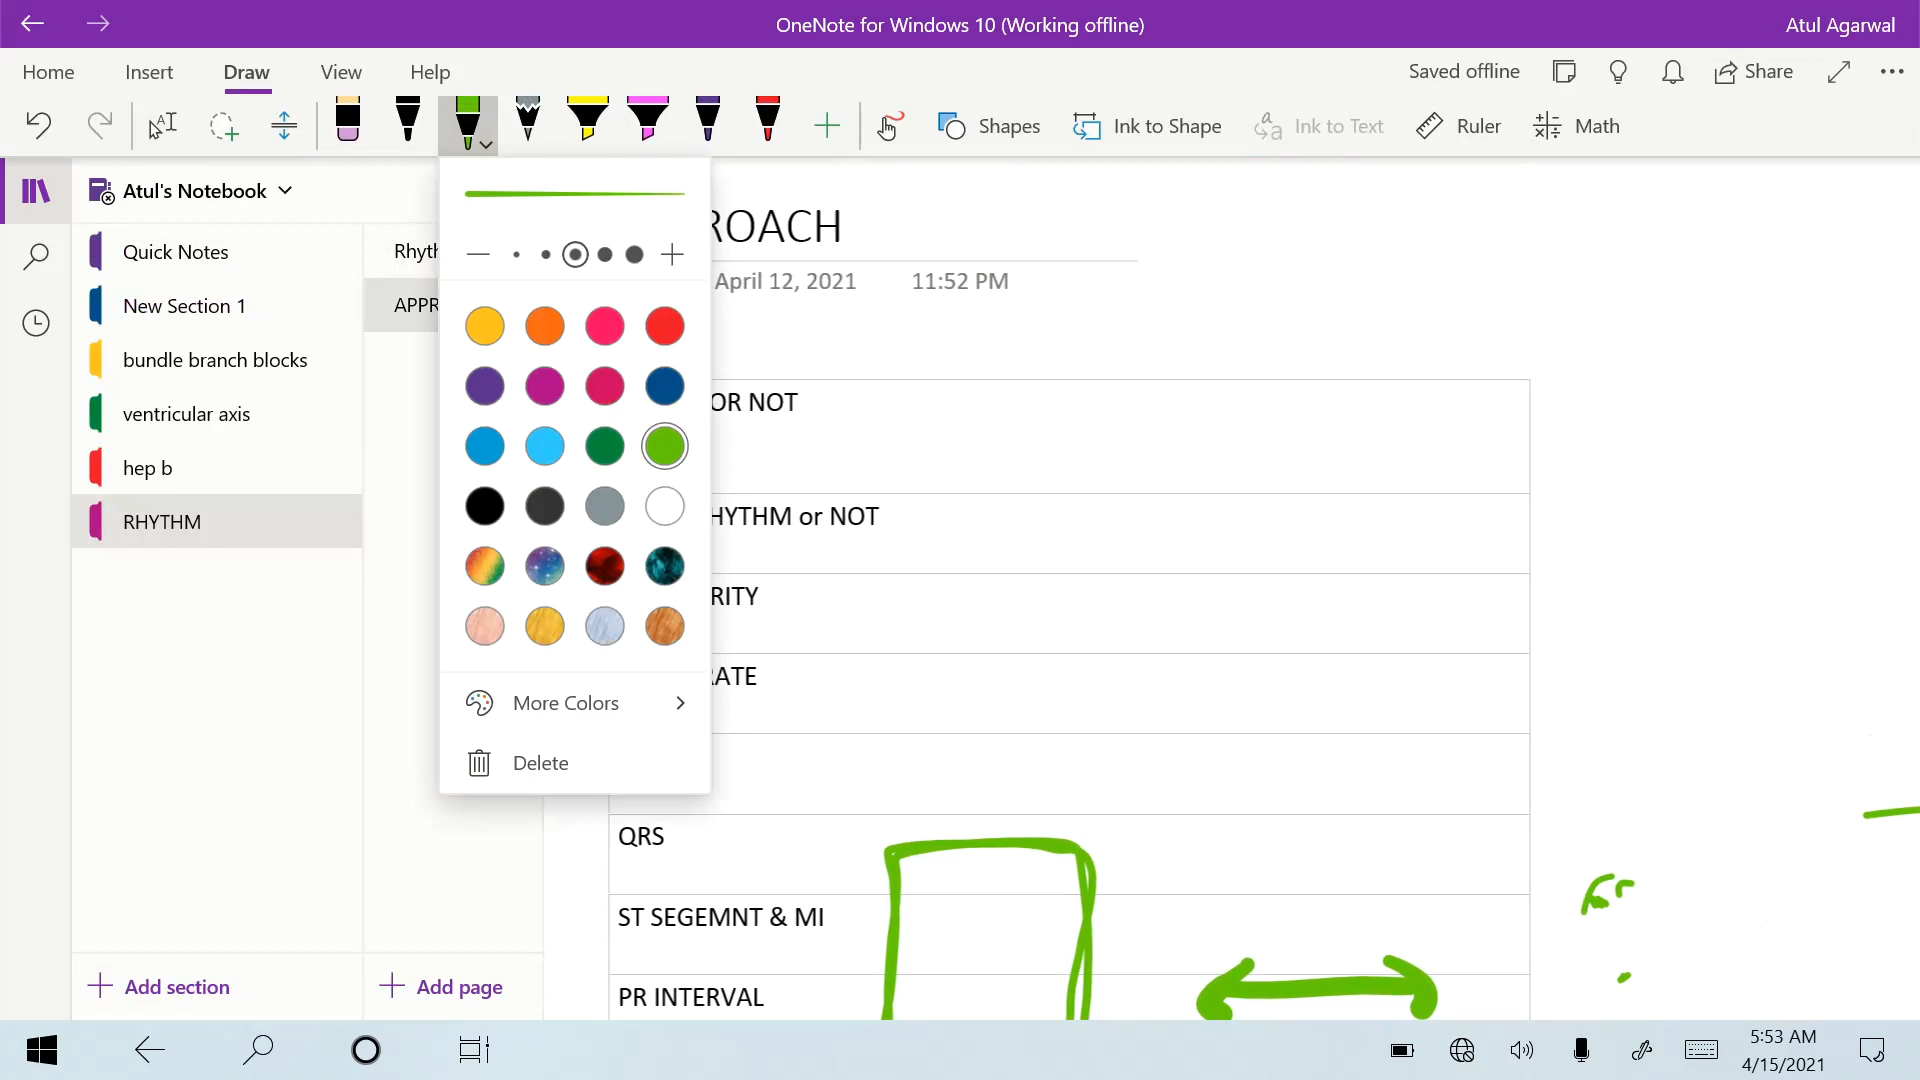 OneNote for Windows 10 (Working offline)
Atul Agarwal
Home Insert Draw View Help
Saved offline
Share
Shapes
Ink to Shape
Ink to Text
Ruler
Math
Atul's Notebook
Quick Notes
New Section 1
bundle branch blocks
ventricular axis
hep b
RHYTHM
Add section
Rhyth
APPR
Add page
More Colors
Delete
ROACH
April 12, 2021 11:52 PM
OR NOT
HYTHM or NOT
RITY
RATE
QRS
ST SEGEMNT & MI
PR INTERVAL
5:53 AM
4/15/2021